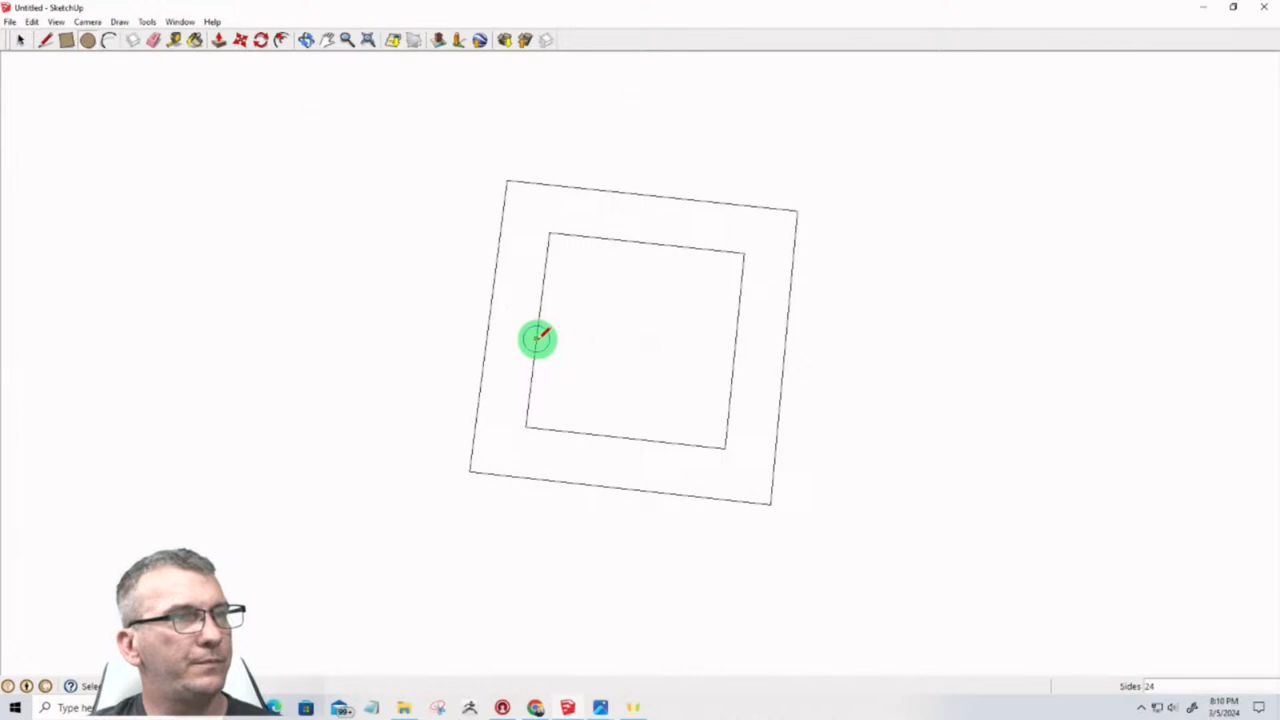 Untitled - SketchUp
File Edit View Camera Draw Tools Window Help
Sides 24
Type he
99+
8:10 PM
3/5/2024